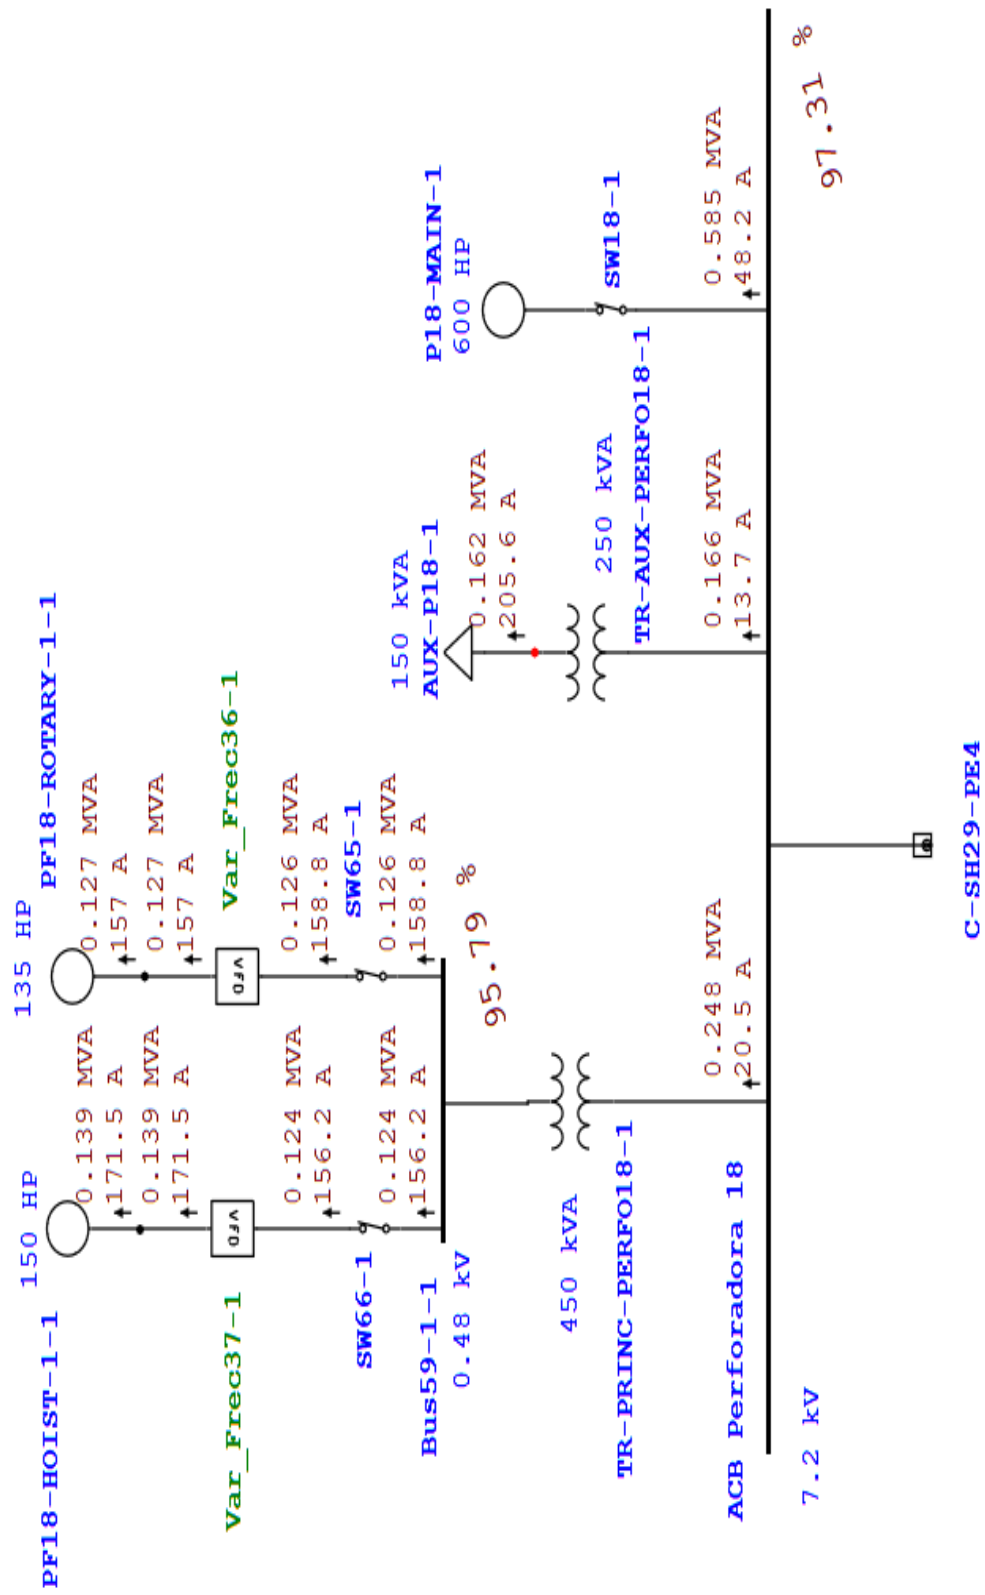 PF18-HOIST-1-1
150 HP
0.139 MVA
171.5 A
0.139 MVA
171.5 A
Var_Frec37-1
VFD
0.124 MVA
156.2 A
SW66-1
0.124 MVA
156.2 A
135 HP
PF18-ROTARY-1-1
0.127 MVA
157 A
0.127 MVA
157 A
Var_Frec36-1
VFD
0.126 MVA
158.8 A
SW65-1
0.126 MVA
158.8 A
Bus59-1-1
0.48 kV
95.79 %
450 kVA
TR-PRINC-PERFO18-1
0.248 MVA
20.5 A
150 kVA
AUX-P18-1
0.162 MVA
205.6 A
250 kVA
TR-AUX-PERFO18-1
0.166 MVA
13.7 A
P18-MAIN-1
600 HP
SW18-1
0.585 MVA
48.2 A
ACB Perforadora 18
7.2 kV
97.31 %
C-SH29-PE4